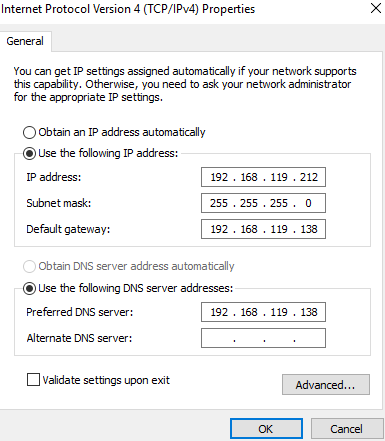 Internet Protocol Version 4 (TCP/IPv4) Properties
General
You can get IP settings assigned automatically if your network supports
this capability. Otherwise, you need to ask your network administrator
for the appropriate IP settings.
Obtain an IP address automatically
Use the following IP address:
IP address: 192 . 168 . 119 . 212
Subnet mask: 255 . 255 . 255 . 0
Default gateway: 192 . 168 . 119 . 138
Obtain DNS server address automatically
Use the following DNS server addresses:
Preferred DNS server: 192 . 168 . 119 . 138
Alternate DNS server: . . .
Validate settings upon exit
Advanced...
OK Cancel